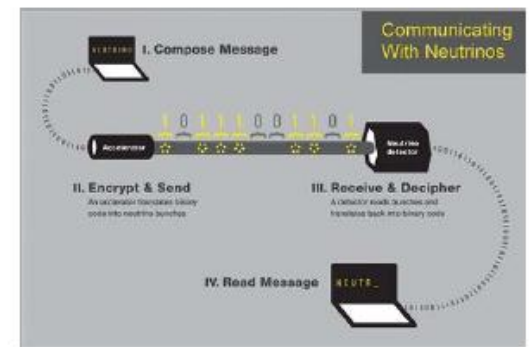 Communicating
With Neutrinos
NEUTRINO
I. Compose Message
1 0 1 1 1 0 0 1 1 0 1
Accelerator
Neutrino
detector
II. Encrypt & Send
An accelerator translates binary
code into neutrino bunches
III. Receive & Decipher
A detector reads bunches and
translates back into binary code
IV. Read Message
NEUTR_